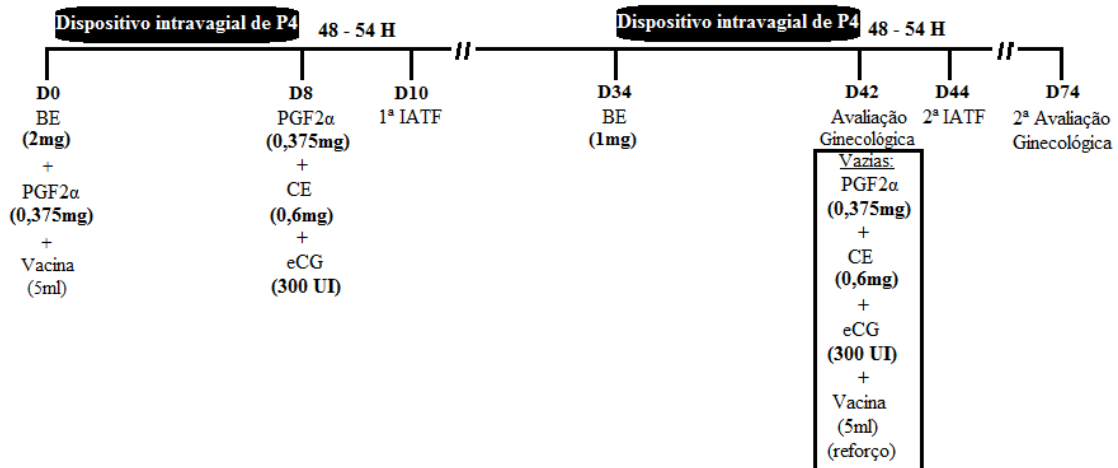 Dispositivo intravagial de P4
48 - 54 H
Dispositivo intravagial de P4
48 - 54 H
//
//
D0
BE
(2mg)
+
PGF2α
(0,375mg)
+
Vacina
(5ml)
D8
PGF2α
(0,375mg)
+
CE
(0,6mg)
+
eCG
(300 UI)
D10
1ª IATF
D34
BE
(1mg)
D42
Avaliação
Ginecológica
Vazias:
PGF2α
(0,375mg)
+
CE
(0,6mg)
+
eCG
(300 UI)
+
Vacina
(5ml)
(reforço)
D44
2ª IATF
D74
2ª Avaliação
Ginecológica